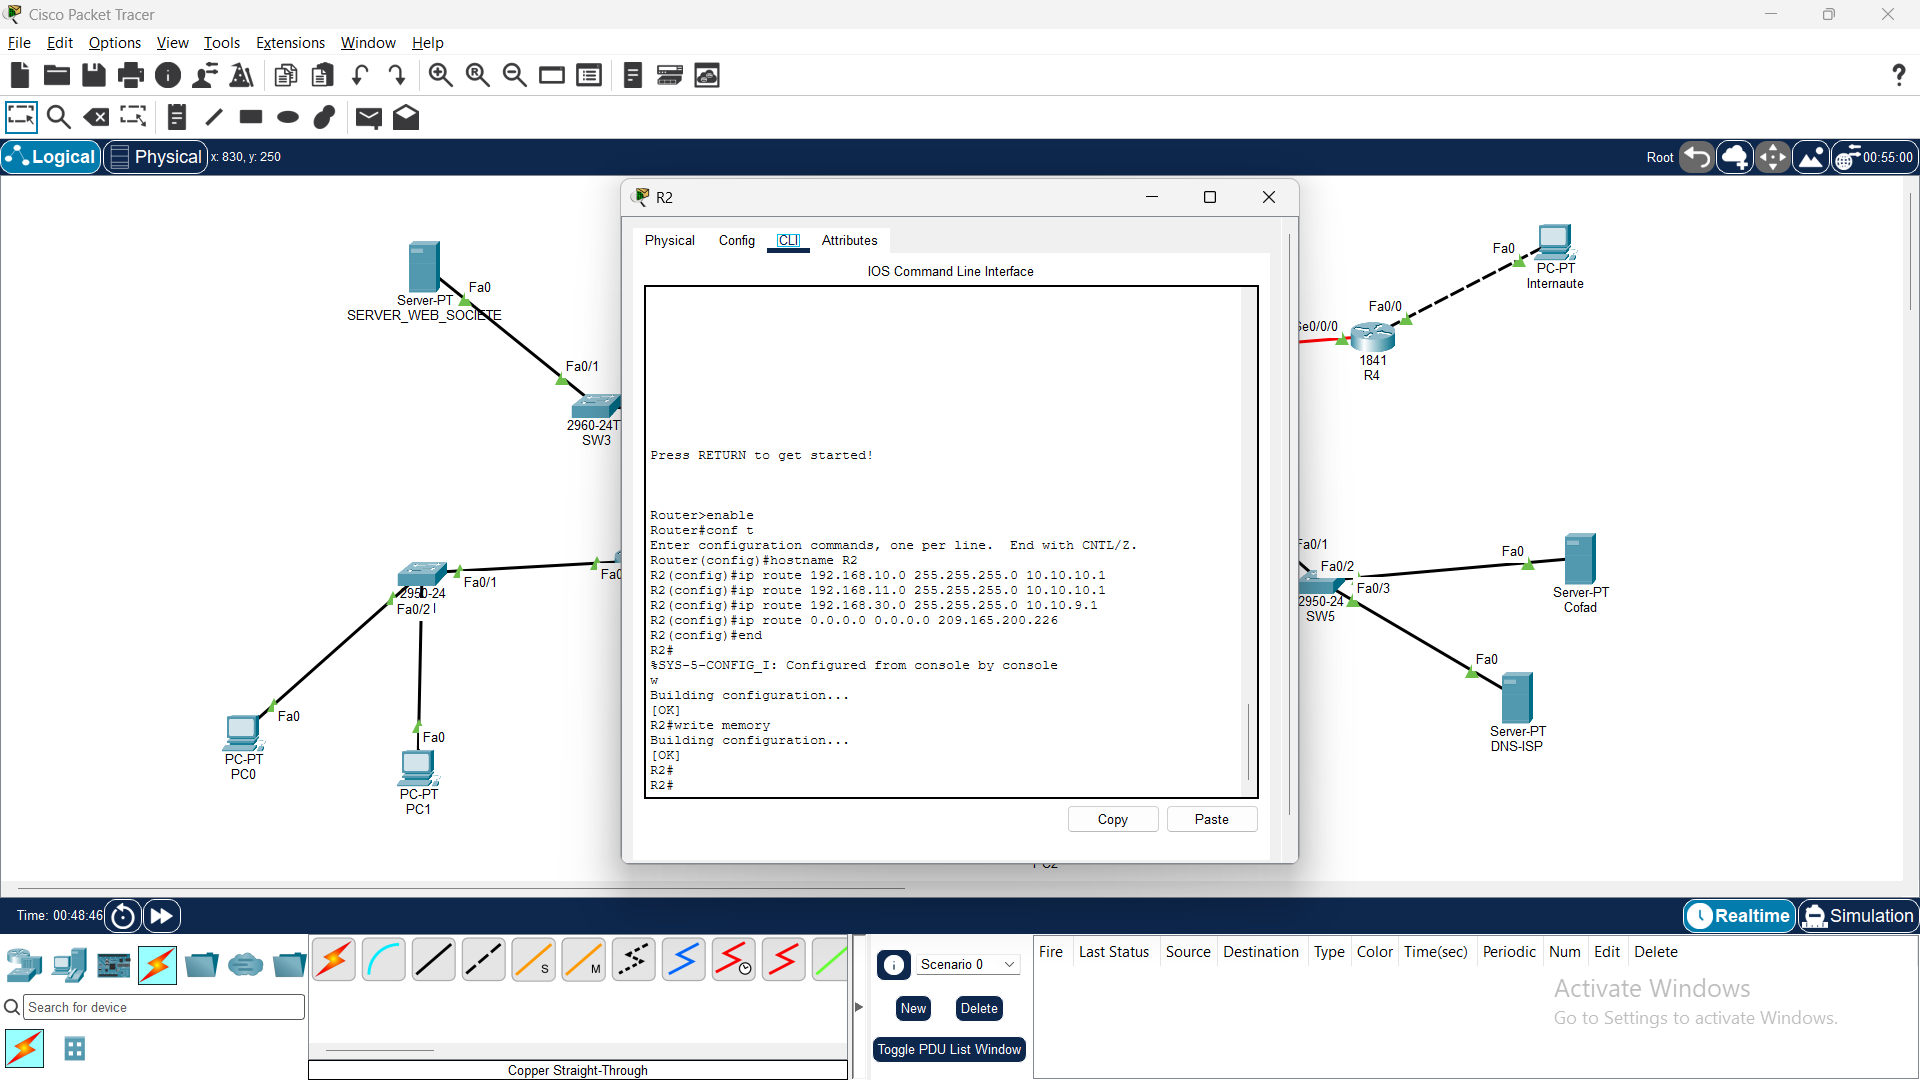 Cisco Packet Tracer
File Edit Options View Tools Extensions Window Help
Logical Physical x: 830, y: 250
Root 00:55:00
R2
Physical Config CLI Attributes
IOS Command Line Interface
Press RETURN to get started!
Router>enable
Router#conf t
Enter configuration commands, one per line. End with CNTL/Z.
Router(config)#hostname R2
R2(config)#ip route 192.168.10.0 255.255.255.0 10.10.10.1
R2(config)#ip route 192.168.11.0 255.255.255.0 10.10.10.1
R2(config)#ip route 192.168.30.0 255.255.255.0 10.10.9.1
R2(config)#ip route 0.0.0.0 0.0.0.0 209.165.200.226
R2(config)#end
R2#
%SYS-5-CONFIG_I: Configured from console by console
w
Building configuration...
[OK]
R2#write memory
Building configuration...
[OK]
R2#
R2#
Copy Paste
Fa0
Server-PT
SERVER_WEB_SOCIETE
Fa0/1
2960-24T
SW3
2950-24
Fa0/1
Fa0/2
Fa0
PC-PT
PC0
Fa0
PC-PT
PC1
Fa0
PC-PT
Internaute
Fa0/0
Se0/0/0
1841
R4
Fa0/1
Fa0/2
Fa0/3
2950-24
SW5
Fa0
Server-PT
Cofad
Fa0
Server-PT
DNS-ISP
PC2
Time: 00:48:46
Realtime Simulation
Search for device
S
M
Copper Straight-Through
Scenario 0
New Delete
Toggle PDU List Window
Fire Last Status Source Destination Type Color Time(sec) Periodic Num Edit Delete
Activate Windows
Go to Settings to activate Windows.